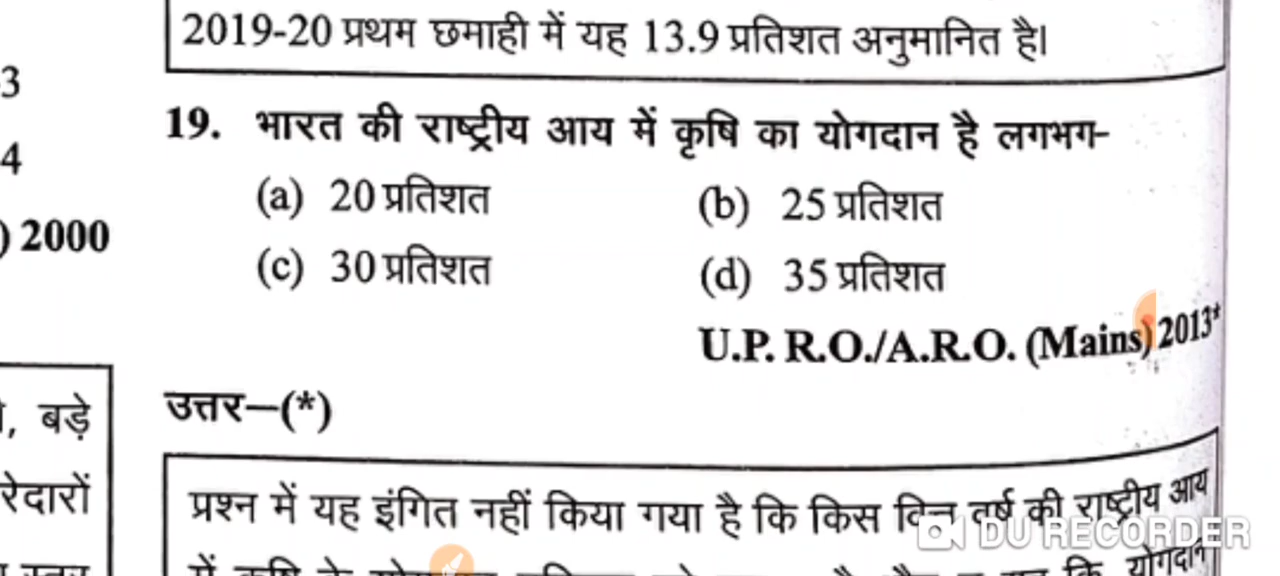 2019-20 प्रथम छमाही में यह 13.9 प्रतिशत अनुमानित है।
3
4
) 2000
19. भारत की राष्ट्रीय आय में कृषि का योगदान है लगभग-
(a) 20 प्रतिशत (b) 25 प्रतिशत
(c) 30 प्रतिशत (d) 35 प्रतिशत
U.P. R.O./A.R.O. (Mains) 2013*
, बड़े
रेदारों
उत्तर—(*)
प्रश्न में यह इंगित नहीं किया गया है कि किस वित्त वर्ष की राष्ट्रीय आय
में कृषि के कि योगदान
DU RECORDER